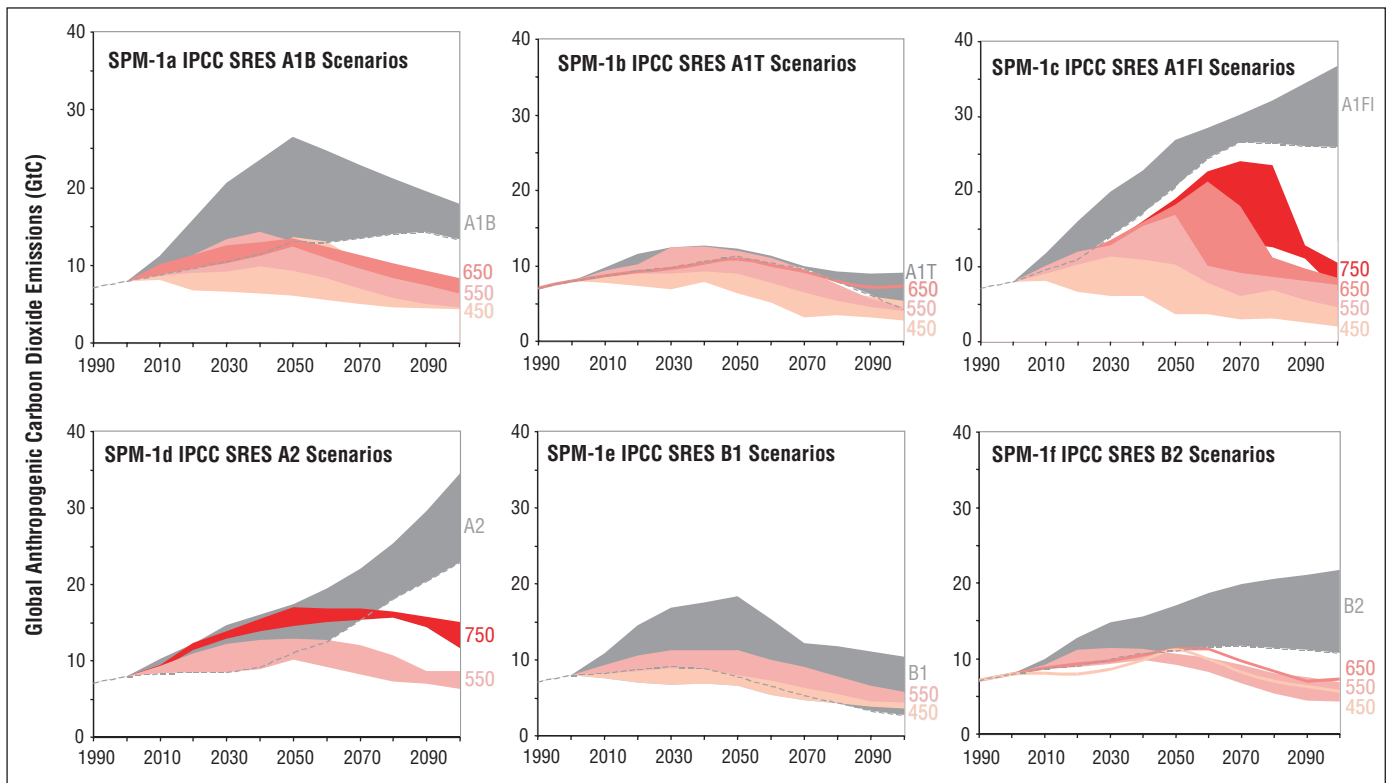 Global Anthropogenic Carbon Dioxide Emissions (GtC)
SPM-1a IPCC SRES A1B Scenarios
40
30
20
10
0
1990 2010 2030 2050 2070 2090
A1B
650
550
450
SPM-1b IPCC SRES A1T Scenarios
40
30
20
10
0
1990 2010 2030 2050 2070 2090
A1T
650
550
450
SPM-1c IPCC SRES A1FI Scenarios
40
30
20
10
0
1990 2010 2030 2050 2070 2090
A1FI
750
650
550
450
SPM-1d IPCC SRES A2 Scenarios
40
30
20
10
0
1990 2010 2030 2050 2070 2090
A2
750
550
SPM-1e IPCC SRES B1 Scenarios
40
30
20
10
0
1990 2010 2030 2050 2070 2090
B1
550
450
SPM-1f IPCC SRES B2 Scenarios
40
30
20
10
0
1990 2010 2030 2050 2070 2090
B2
650
550
450